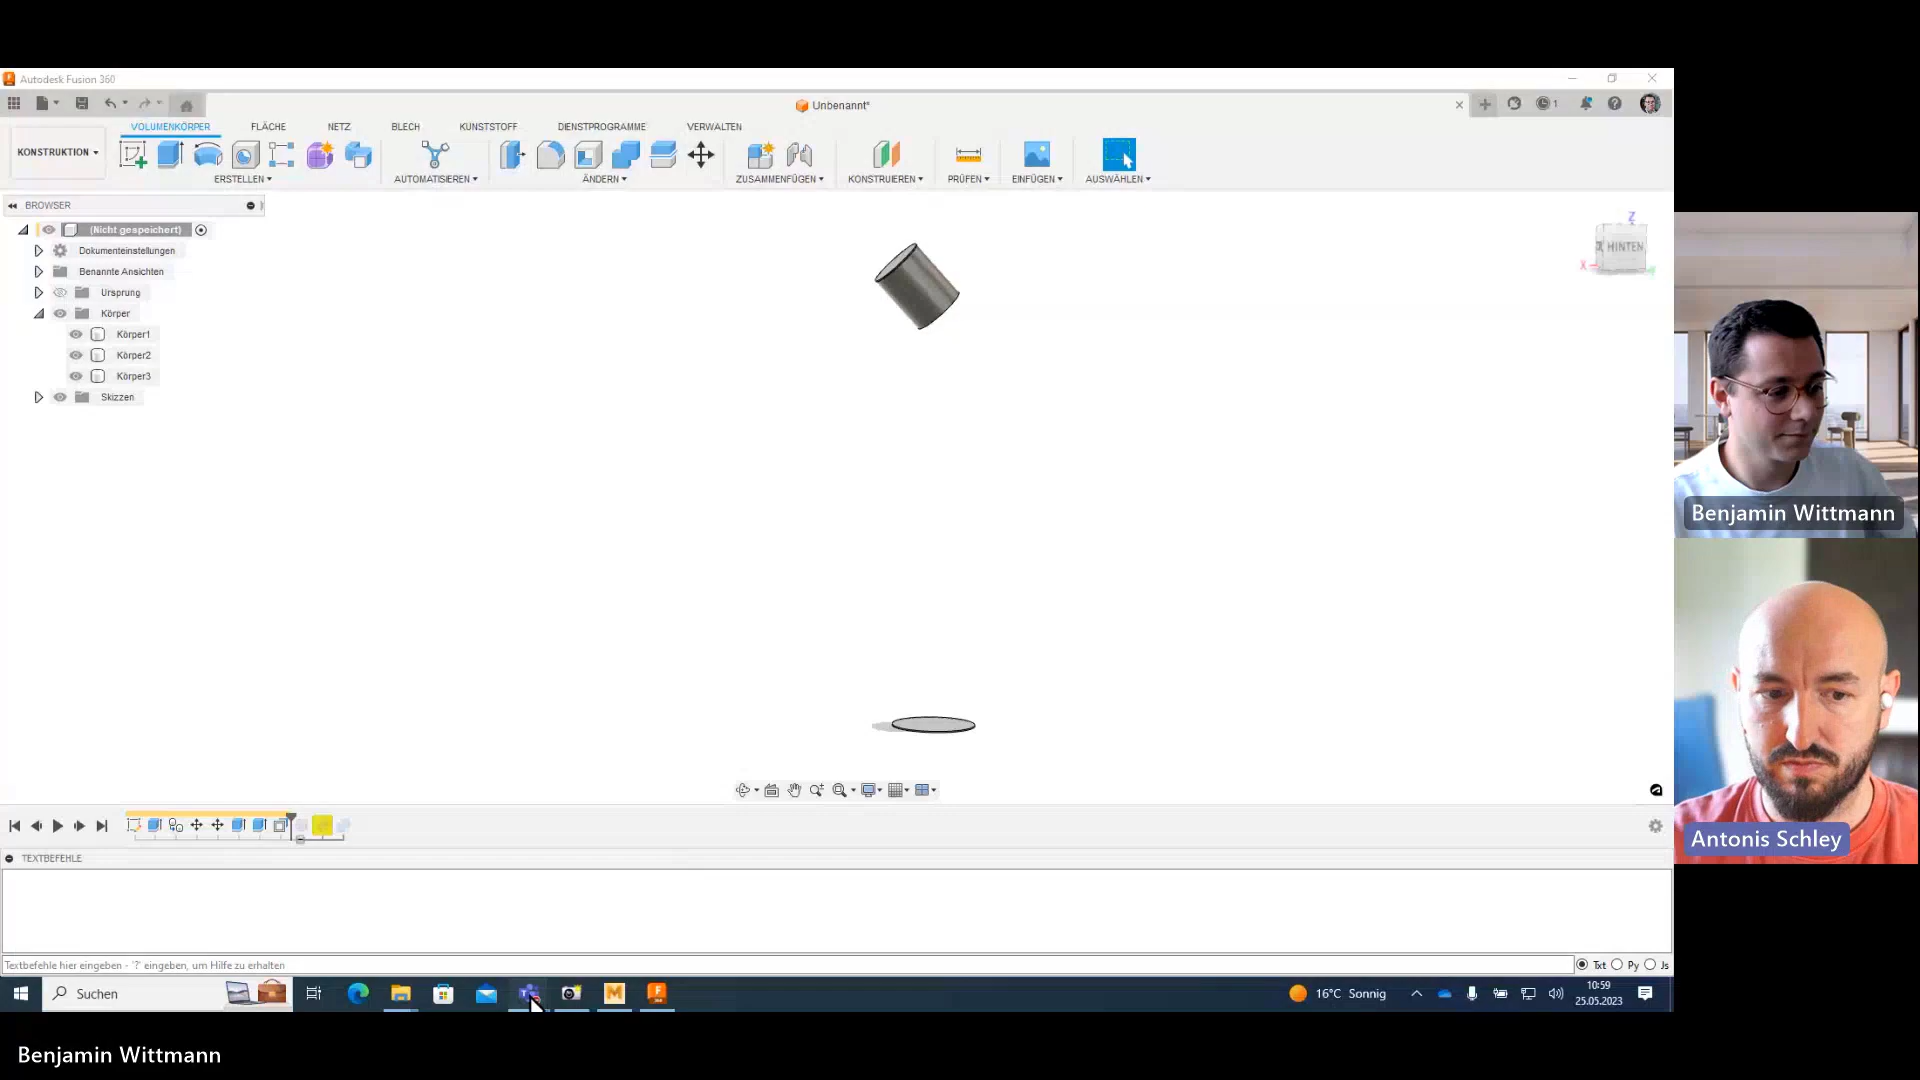 Autodesk Fusion 360
Unbenannt*
1
VOLUMENKÖRPER
FLÄCHE
NETZ
BLECH
KUNSTSTOFF
DIENSTPROGRAMME
VERWALTEN
KONSTRUKTION
ERSTELLEN
AUTOMATISIEREN
ÄNDERN
ZUSAMMENFÜGEN
KONSTRUIEREN
PRÜFEN
EINFÜGEN
AUSWÄHLEN
BROWSER
(Nicht gespeichert)
Dokumenteinstellungen
Benannte Ansichten
Ursprung
Körper
Körper1
Körper2
Körper3
Skizzen
Z
HINTEN
X
Benjamin Wittmann
Antonis Schley
TEXTBEFEHLE
Textbefehle hier eingeben - '?' eingeben, um Hilfe zu erhalten
Txt
Py
Js
Suchen
16°C Sonnig
10:59
25.05.2023
Benjamin Wittmann